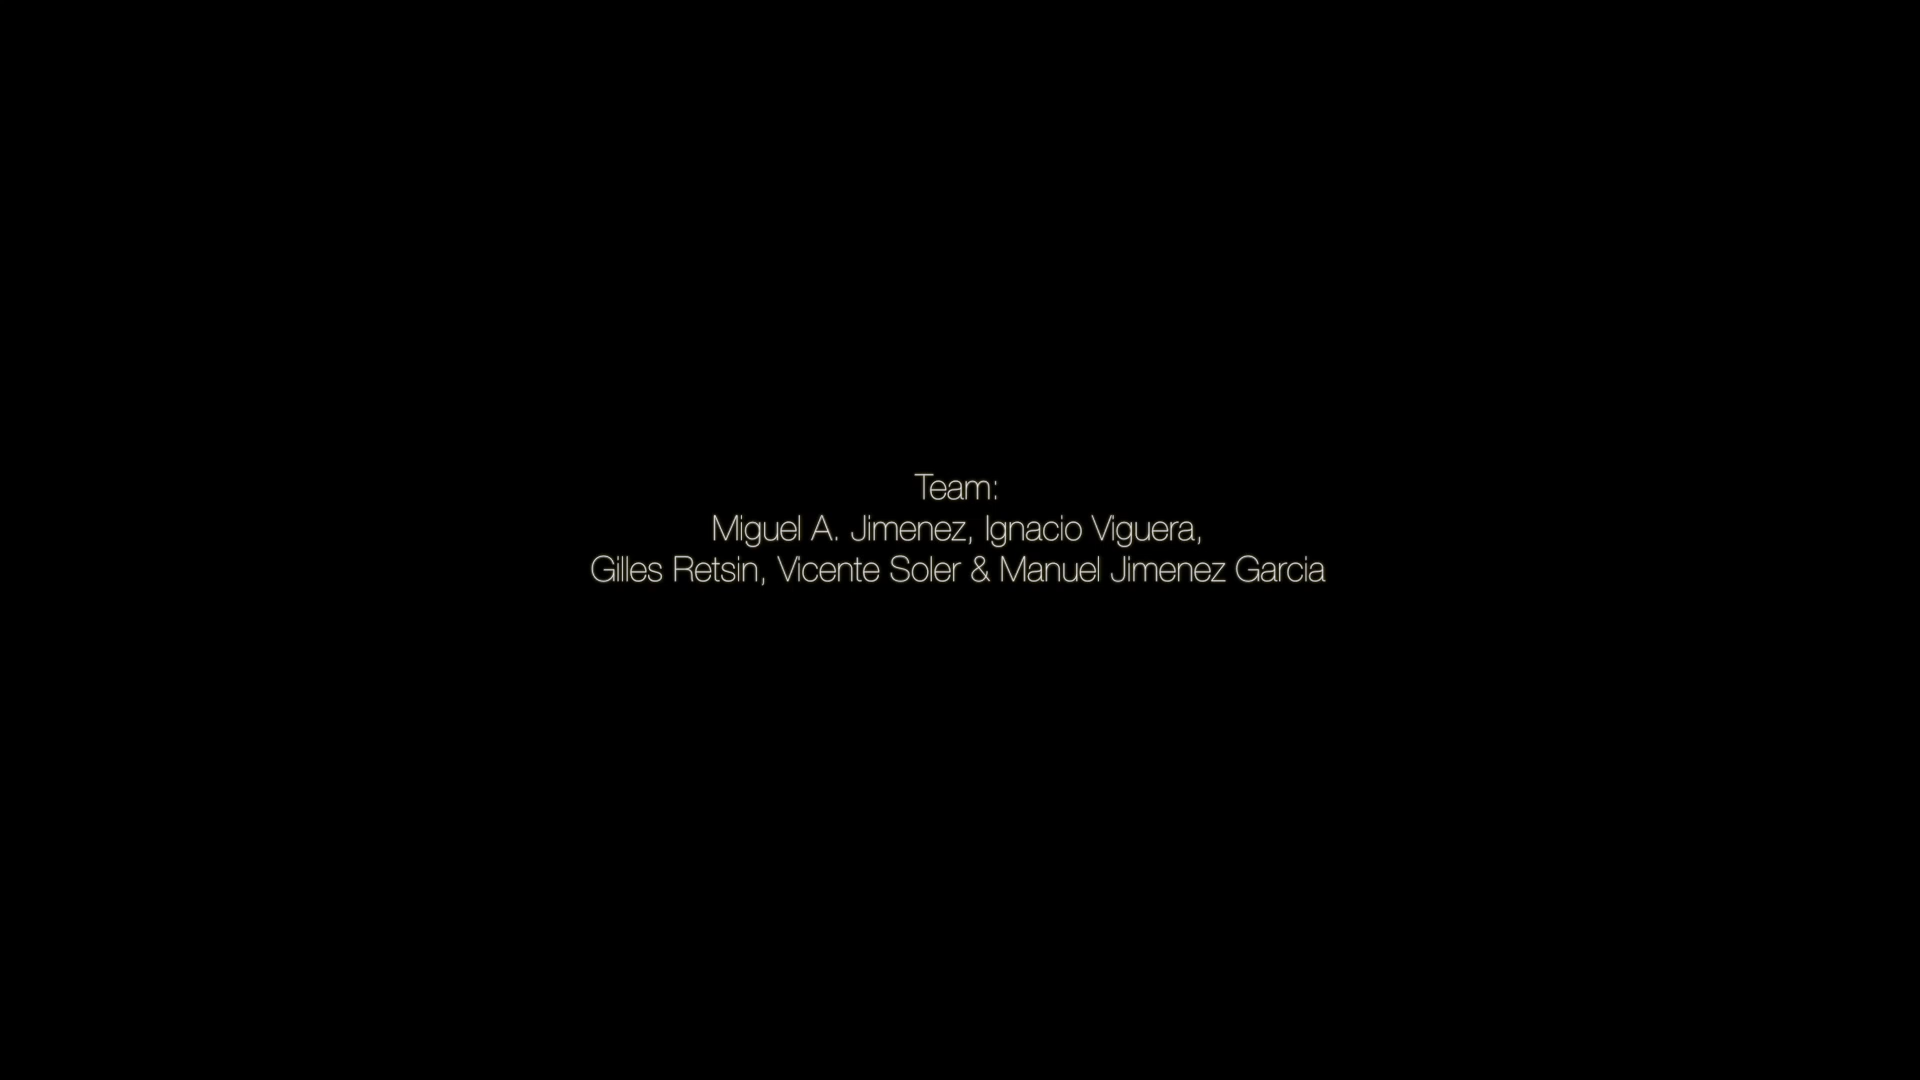 Team:
Miguel A. Jimenez, Ignacio Viguera,
Gilles Retsin, Vicente Soler & Manuel Jimenez Garcia